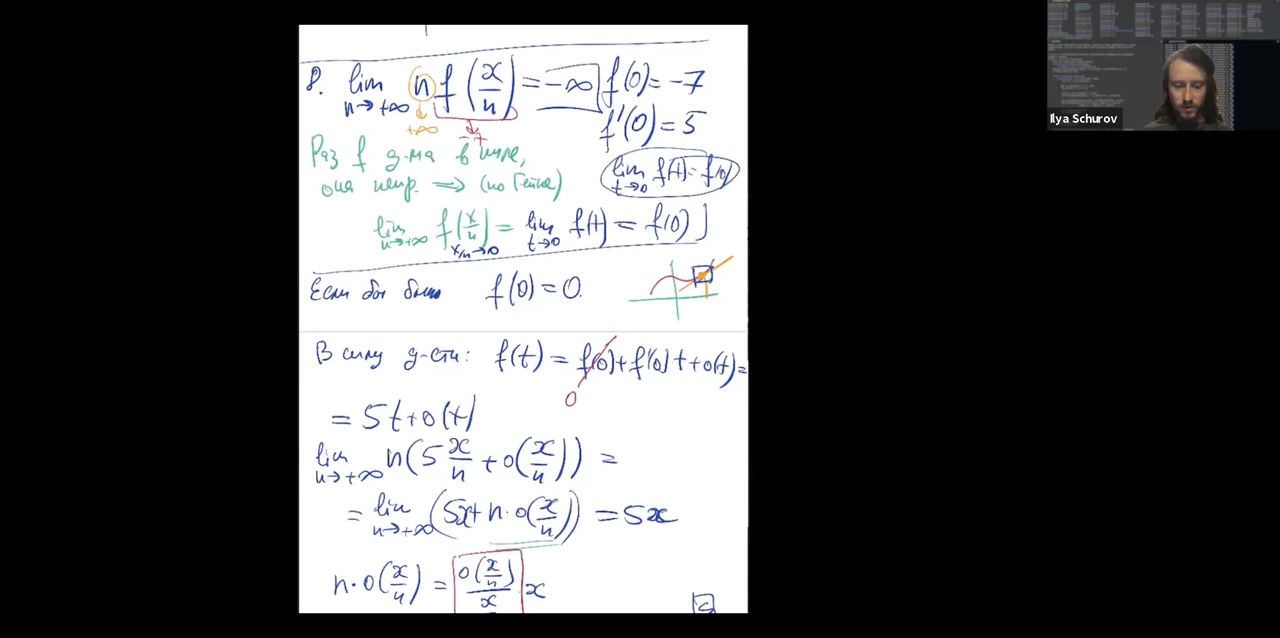 8. lim n→+∞ n f(x/n) = -∞ f(0) = -7
+∞ -7 f'(0) = 5
Раз f д-ма в нуле, lim t→0 f(t) = f(0)
она непр. ⟹ (по Гейне)
lim n→+∞ f(x/n) = lim t→0 f(t) = f(0) ]
x/n→0
Если бы было f(0) = 0.
В силу д-сти: f(t) = f(0) + f'(0) t + o(t) =
0
= 5t + o(t)
lim n→+∞ n(5 x/n + o(x/n)) =
= lim n→+∞ (5x + n·o(x/n)) = 5x
n·o(x/n) = o(x/n)/x x
Ilya Schurov